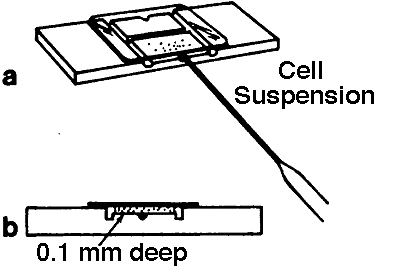 a
Cell
Suspension
b
0.1 mm deep